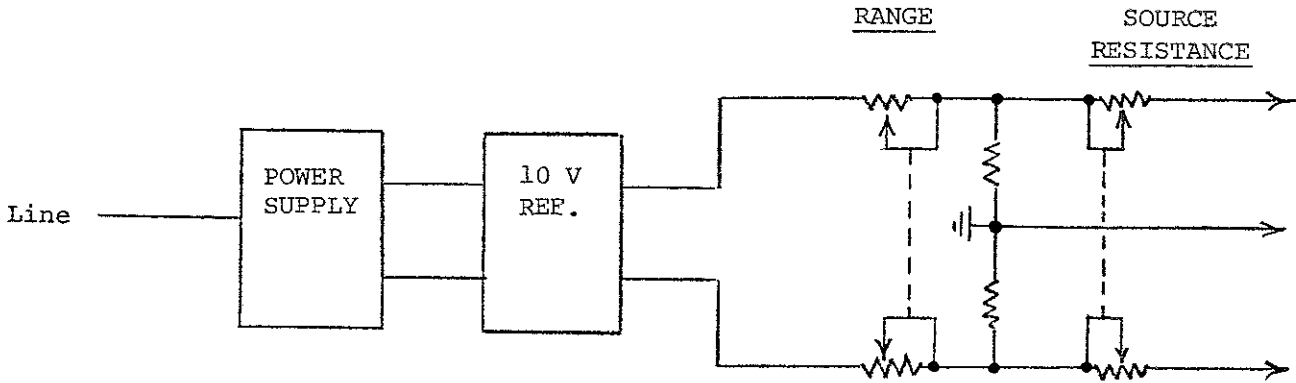 RANGE
SOURCE
RESISTANCE
Line
POWER
SUPPLY
10 V
REF.